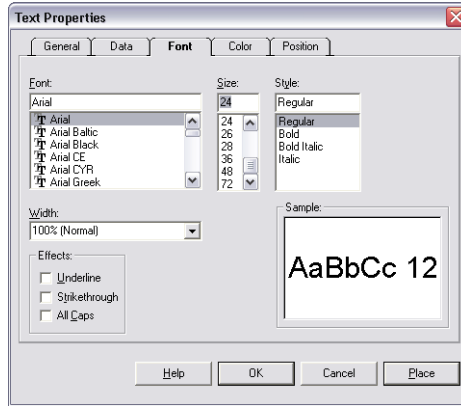 Text Properties
General Data Font Color Position
Font: Size: Style:
Arial 24 Regular
Arial 24 Regular
Arial Baltic 26 Bold
Arial Black 28 Bold Italic
Arial CE 36 Italic
Arial CYR 48
Arial Greek 72
Width: Sample:
100% (Normal)
Effects:
AaBbCc 12
Underline
Strikethrough
All Caps
Help OK Cancel Place